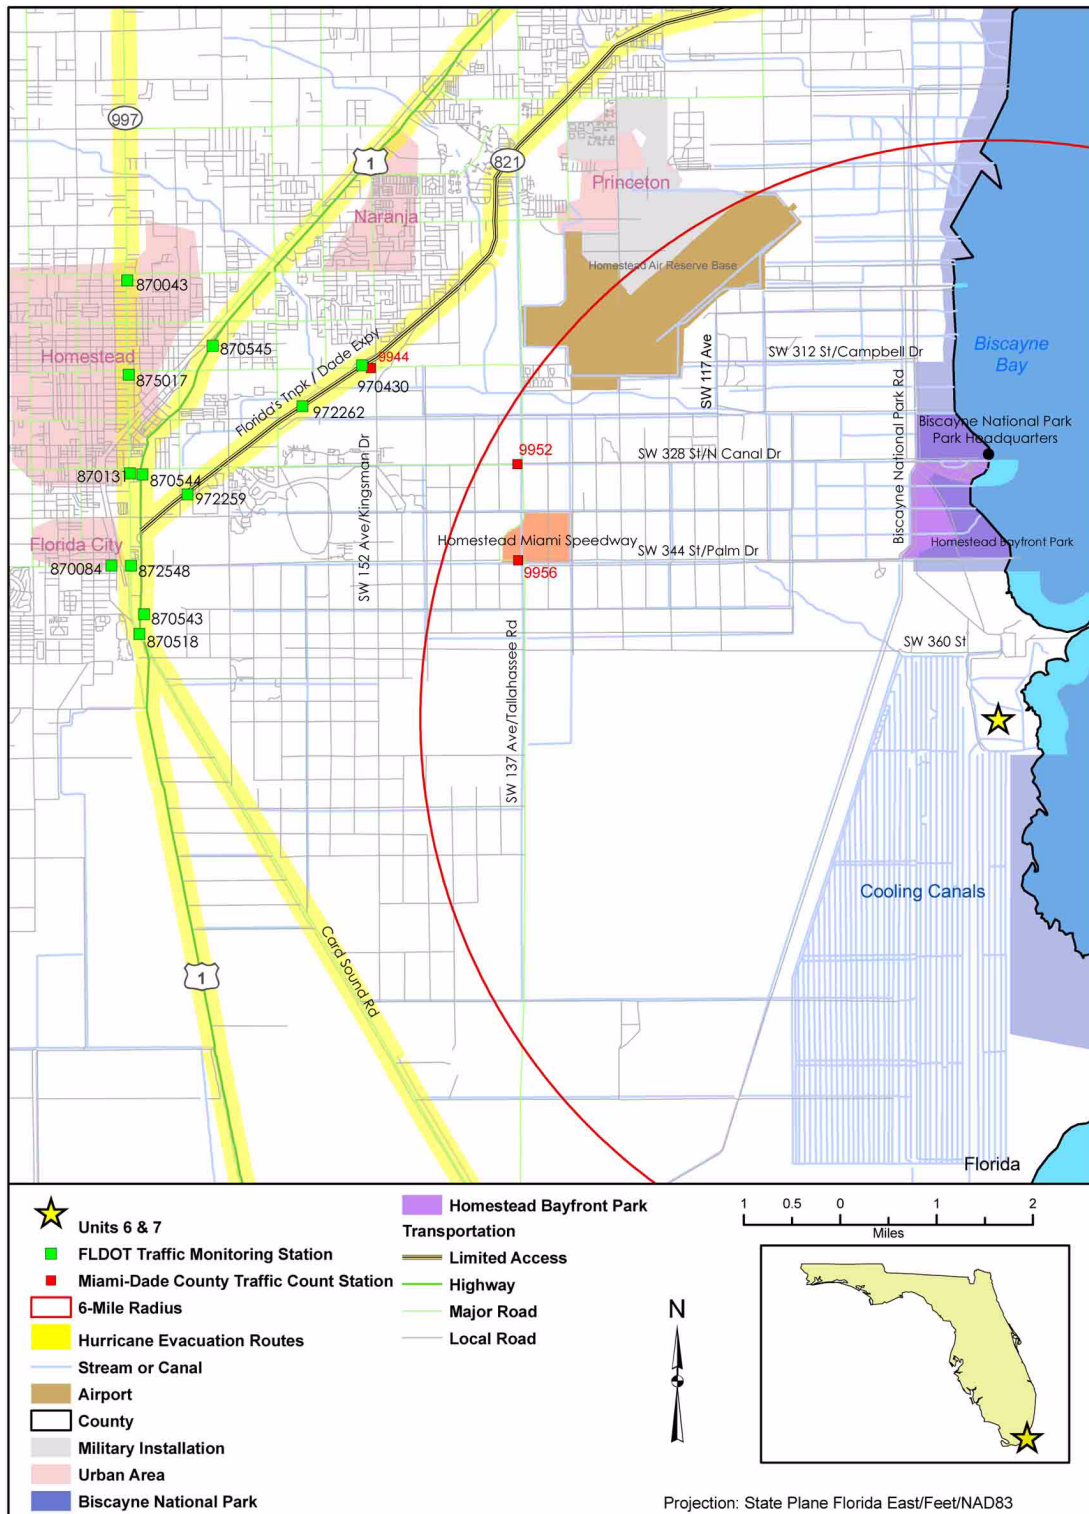 997
1
821
Princeton
Naranja
Homestead Air Reserve Base
870043
Homestead
870545
875017
Florida's Tnpk / Dade Expy
9944
970430
972262
SW 117 Ave
SW 312 St/Campbell Dr
Biscayne
Bay
Biscayne National Park Rd
Biscayne National Park
Park Headquarters
9952
SW 328 St/N Canal Dr
870131
870544
972259
SW 152 Ave/Kingsman Dr
Florida City
Homestead Miami Speedway
SW 344 St/Palm Dr
Homestead Bayfront Park
870084
872548
9956
870543
870518
SW 137 Ave/Tallahassee Rd
SW 360 St
Cooling Canals
Card Sound Rd
1
Florida
Units 6 & 7
FLDOT Traffic Monitoring Station
Miami-Dade County Traffic Count Station
6-Mile Radius
Hurricane Evacuation Routes
Stream or Canal
Airport
County
Military Installation
Urban Area
Biscayne National Park
Homestead Bayfront Park
Transportation
Limited Access
Highway
Major Road
Local Road
1 0.5 0 1 2
Miles
N
Projection: State Plane Florida East/Feet/NAD83